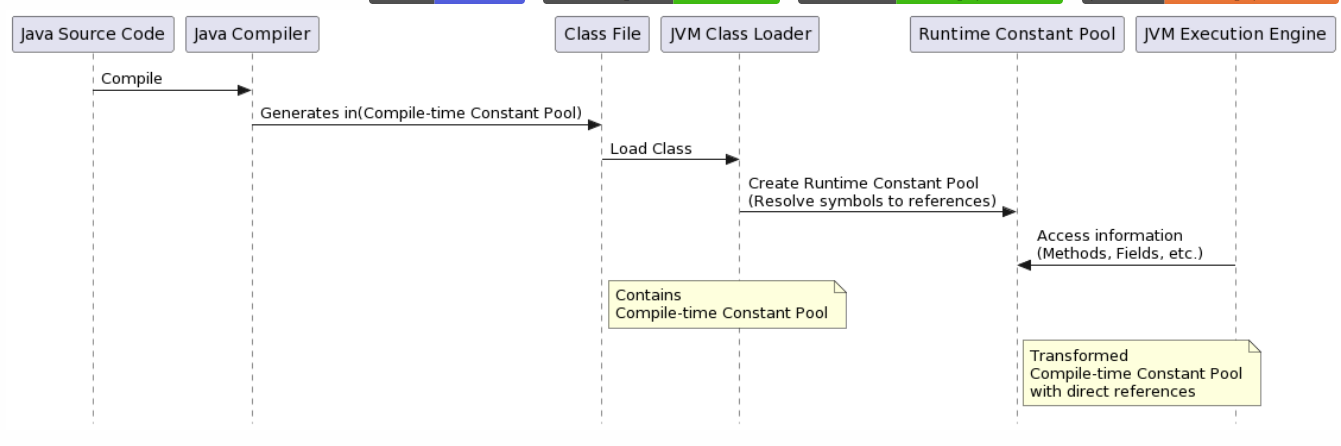 Java Source Code
Java Compiler
Class File
JVM Class Loader
Runtime Constant Pool
JVM Execution Engine
Compile
Generates in(Compile-time Constant Pool)
Load Class
Create Runtime Constant Pool
(Resolve symbols to references)
Access information
(Methods, Fields, etc.)
Contains
Compile-time Constant Pool
Transformed
Compile-time Constant Pool
with direct references